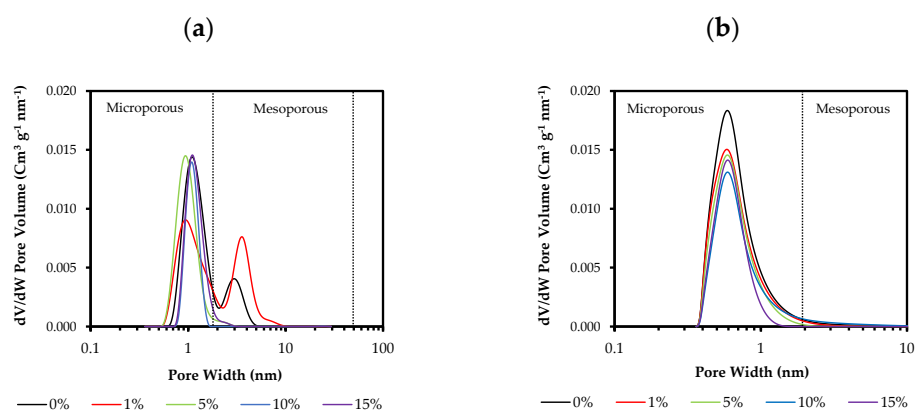 (a)
0.020
0.015
0.010
0.005
0.000
dV/dW Pore Volume (Cm³ g⁻¹ nm⁻¹)
Microporous
Mesoporous
0.1
1
10
100
Pore Width (nm)
0%
1%
5%
10%
15%
(b)
0.020
0.015
0.010
0.005
0.000
dV/dW Pore Volume (Cm³ g⁻¹ nm⁻¹)
Microporous
Mesoporous
0.1
1
10
Pore Width (nm)
0%
1%
5%
10%
15%